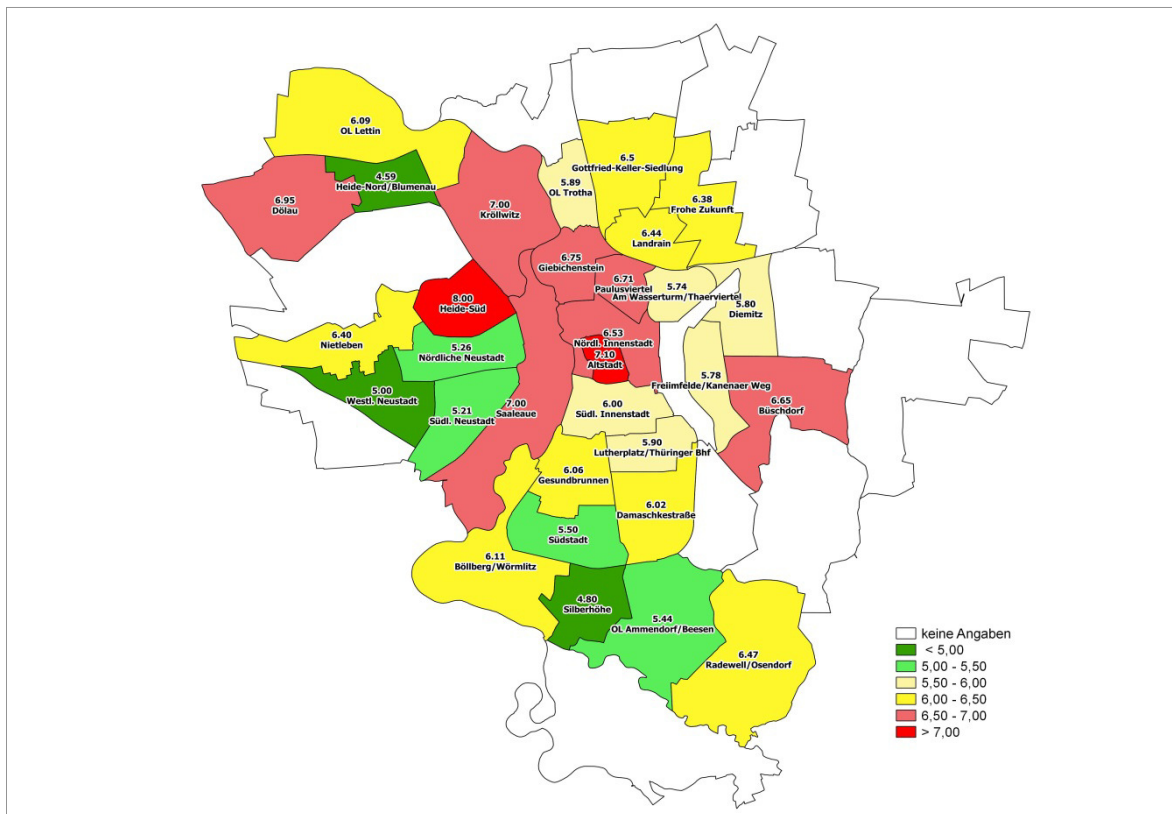 6.09
OL Lettin
4.59
Heide-Nord/Blumenau
6.95
Dölau
7.00
Kröllwitz
5.89
OL Trotha
6.5
Gottfried-Keller-Siedlung
6.38
Frohe Zukunft
6.44
Landrain
6.75
Giebichenstein
6.71
Paulusviertel
5.74
Am Wasserturm/Thaerviertel
5.80
Diemitz
8.00
Heide-Süd
6.40
Nietleben
5.26
Nördliche Neustadt
6.53
Nördl. Innenstadt
7.10
Altstadt
5.78
Freiimfelde/Kanenaer Weg
6.65
Büschdorf
5.00
Westl. Neustadt
5.21
Südl. Neustadt
7.00
Saaleaue
6.00
Südl. Innenstadt
5.90
Lutherplatz/Thüringer Bhf
6.06
Gesundbrunnen
6.02
Damaschkestraße
5.50
Südstadt
6.11
Böllberg/Wörmlitz
4.80
Silberhöhe
5.44
OL Ammendorf/Beesen
6.47
Radewell/Osendorf
keine Angaben
< 5,00
5,00 - 5,50
5,50 - 6,00
6,00 - 6,50
6,50 - 7,00
> 7,00